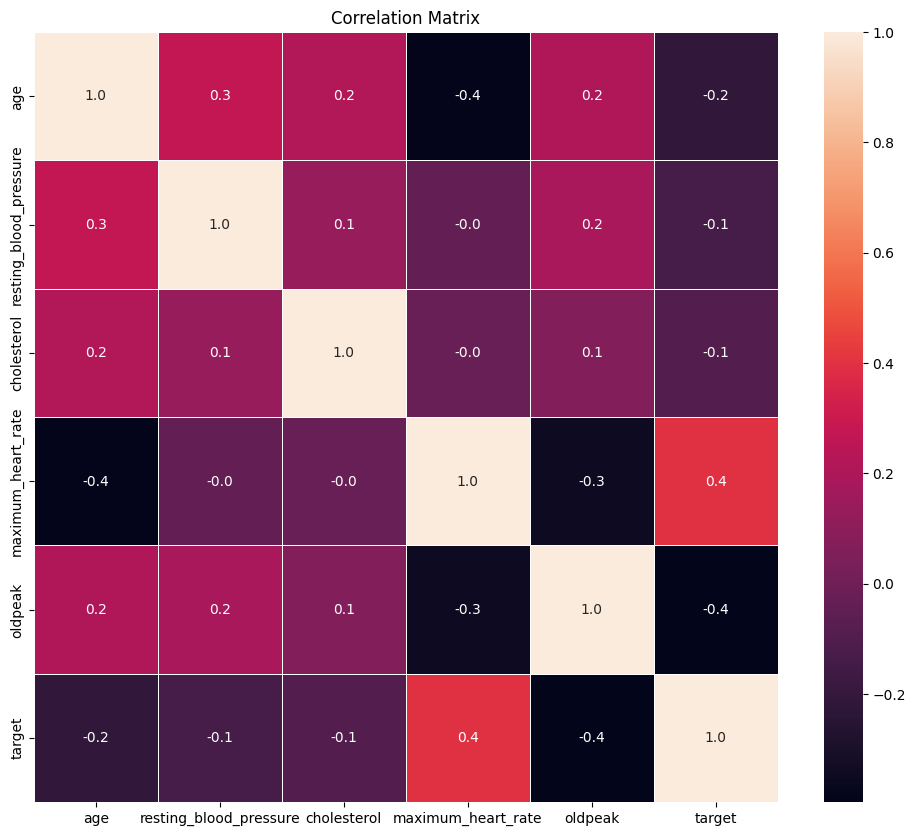 Correlation Matrix
age 1.0 0.3 0.2 -0.4 0.2 -0.2
resting_blood_pressure 0.3 1.0 0.1 -0.0 0.2 -0.1
cholesterol 0.2 0.1 1.0 -0.0 0.1 -0.1
maximum_heart_rate -0.4 -0.0 -0.0 1.0 -0.3 0.4
oldpeak 0.2 0.2 0.1 -0.3 1.0 -0.4
target -0.2 -0.1 -0.1 0.4 -0.4 1.0
age resting_blood_pressure cholesterol maximum_heart_rate oldpeak target
1.0
0.8
0.6
0.4
0.2
0.0
−0.2